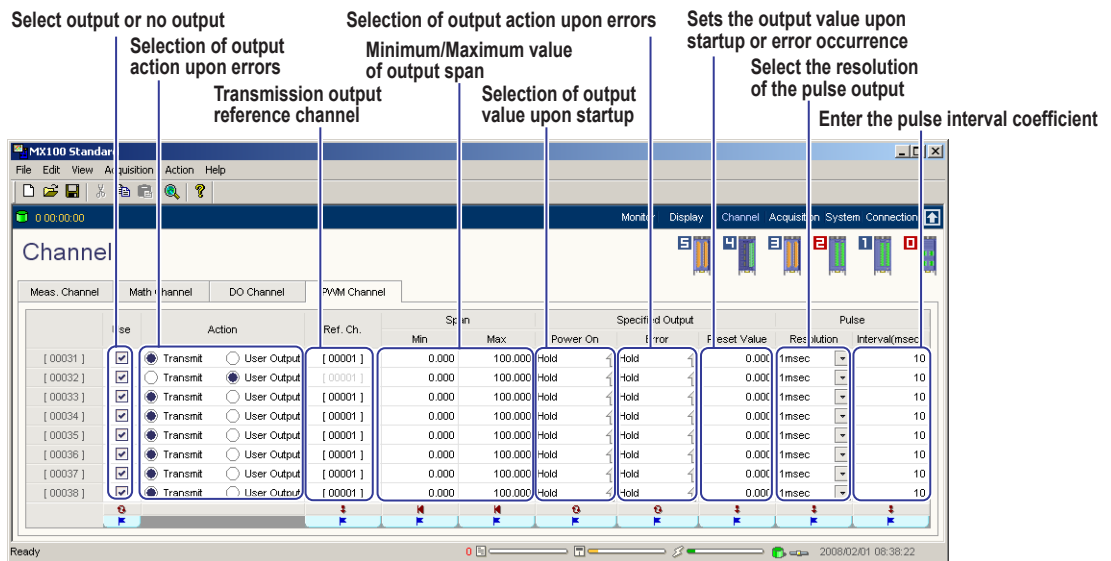 Select output or no output
Selection of output
action upon errors
Transmission output
reference channel
Selection of output action upon errors
Minimum/Maximum value
of output span
Selection of output
value upon startup
Sets the output value upon
startup or error occurrence
Select the resolution
of the pulse output
Enter the pulse interval coefficient
MX100 Standar
File Edit View Acquisition Action Help
0 00:00:00 Monitor Display Channel Acquisition System Connection
5 4 3 2 1 0
Channel
Meas. Channel Math Channel DO Channel PWM Channel
Use Action Ref. Ch. Span Specified Output Pulse
Min Max Power On Error Preset Value Resolution Interval(msec
[ 00031 ] Transmit User Output [ 00001 ] 0.000 100.000 Hold Hold 0.000 1msec 10
[ 00032 ] Transmit User Output [ 00001 ] 0.000 100.000 Hold Hold 0.000 1msec 10
[ 00033 ] Transmit User Output [ 00001 ] 0.000 100.000 Hold Hold 0.000 1msec 10
[ 00034 ] Transmit User Output [ 00001 ] 0.000 100.000 Hold Hold 0.000 1msec 10
[ 00035 ] Transmit User Output [ 00001 ] 0.000 100.000 Hold Hold 0.000 1msec 10
[ 00036 ] Transmit User Output [ 00001 ] 0.000 100.000 Hold Hold 0.000 1msec 10
[ 00037 ] Transmit User Output [ 00001 ] 0.000 100.000 Hold Hold 0.000 1msec 10
[ 00038 ] Transmit User Output [ 00001 ] 0.000 100.000 Hold Hold 0.000 1msec 10
Ready 0 2008/02/01 08:38:22